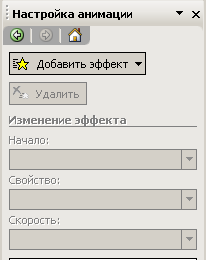 Настройка анимации
Добавить эффект
Удалить
Изменение эффекта
Начало:
Свойство:
Скорость: